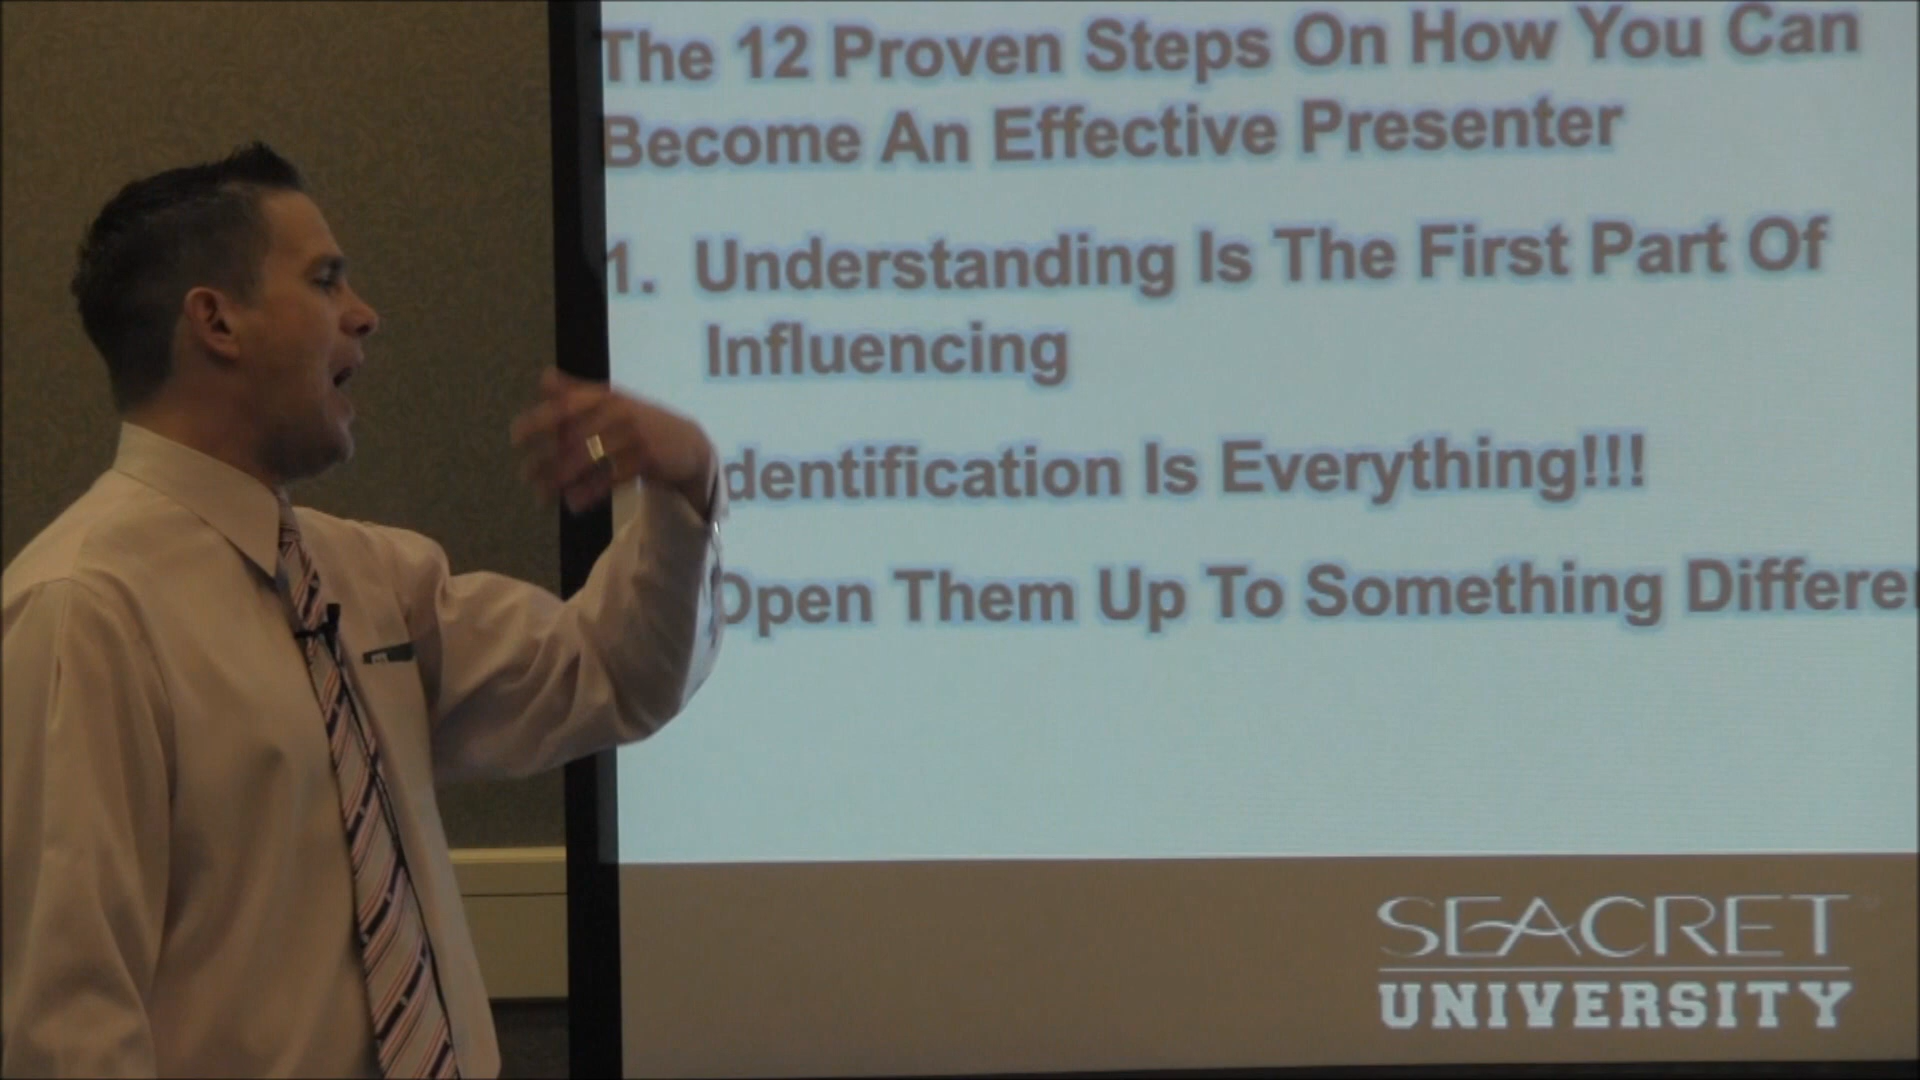 The 12 Proven Steps On How You Can
Become An Effective Presenter
1. Understanding Is The First Part Of
Influencing
dentification Is Everything!!!
Open Them Up To Something Differe
SEACRET
UNIVERSITY